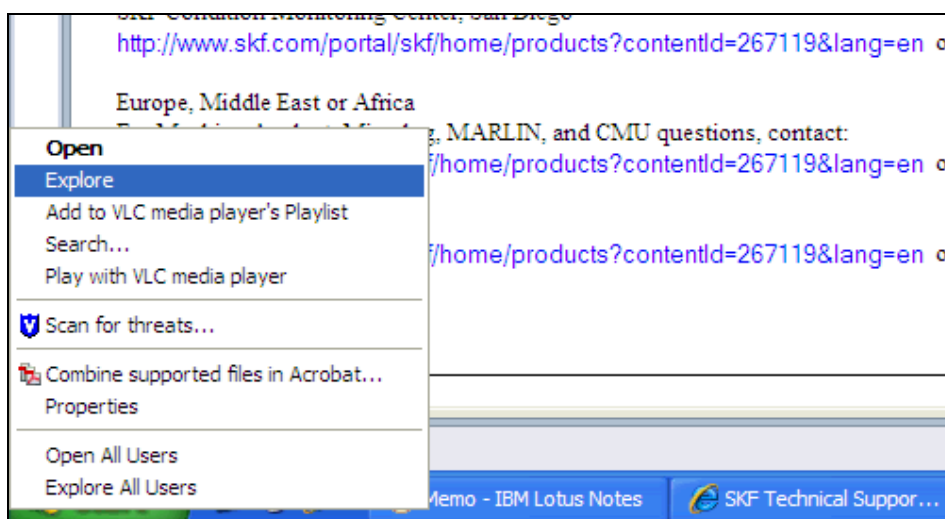 SKF Condition Monitoring Center, San Diego
http://www.skf.com/portal/skf/home/products?contentId=267119&lang=en
Europe, Middle East or Africa
g, MARLIN, and CMU questions, contact:
f/home/products?contentId=267119&lang=en
f/home/products?contentId=267119&lang=en
Open
Explore
Add to VLC media player's Playlist
Search...
Play with VLC media player
Scan for threats...
Combine supported files in Acrobat...
Properties
Open All Users
Explore All Users
Memo - IBM Lotus Notes
SKF Technical Suppor...